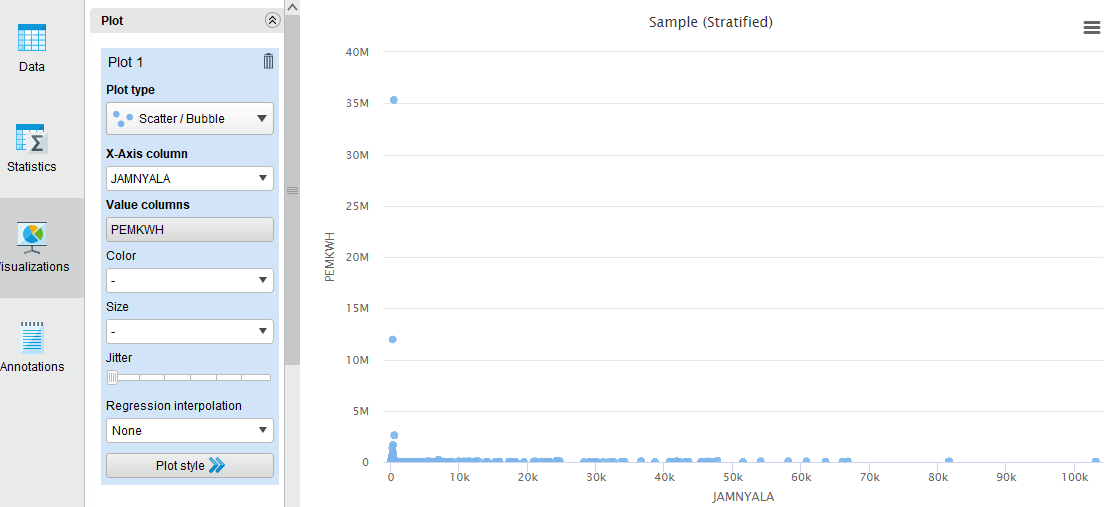 Data
Statistics
isualizations
Annotations
Plot
Plot 1
Plot type
Scatter / Bubble
X-Axis column
JAMNYALA
Value columns
PEMKWH
Color
-
Size
-
Jitter
Regression interpolation
None
Plot style
Sample (Stratified)
PEMKWH
40M
35M
30M
25M
20M
15M
10M
5M
0
0 10k 20k 30k 40k 50k 60k 70k 80k 90k 100k
JAMNYALA